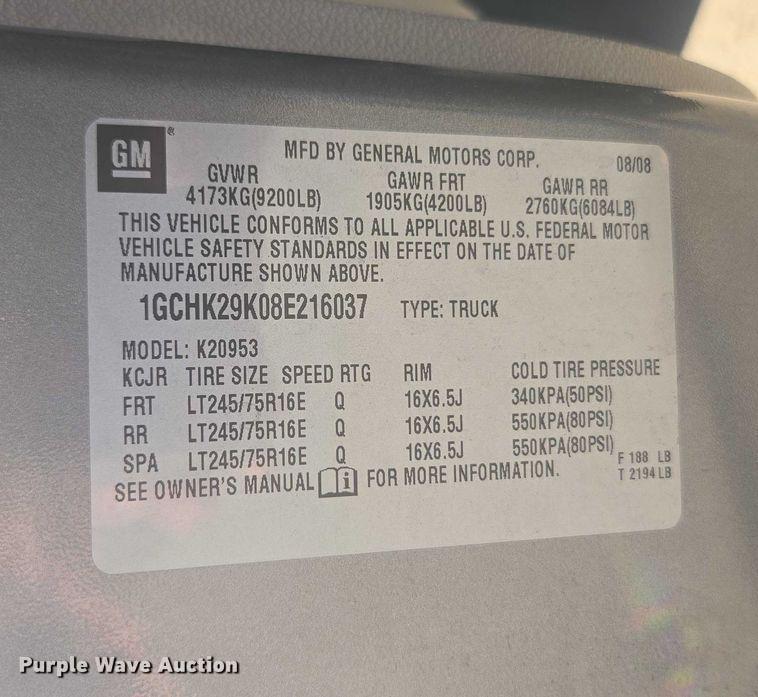 GM ®
MFD BY GENERAL MOTORS CORP. 08/08
GVWR GAWR FRT GAWR RR
4173KG(9200LB) 1905KG(4200LB) 2760KG(6084LB)
THIS VEHICLE CONFORMS TO ALL APPLICABLE U.S. FEDERAL MOTOR
VEHICLE SAFETY STANDARDS IN EFFECT ON THE DATE OF
MANUFACTURE SHOWN ABOVE.
1GCHK29K08E216037 TYPE: TRUCK
MODEL: K20953
KCJR TIRE SIZE SPEED RTG RIM COLD TIRE PRESSURE
FRT LT245/75R16E Q 16X6.5J 340KPA(50PSI)
RR LT245/75R16E Q 16X6.5J 550KPA(80PSI)
SPA LT245/75R16E Q 16X6.5J 550KPA(80PSI)
F 188 LB
SEE OWNER'S MANUAL i FOR MORE INFORMATION. T 2194LB
Purple Wave Auction